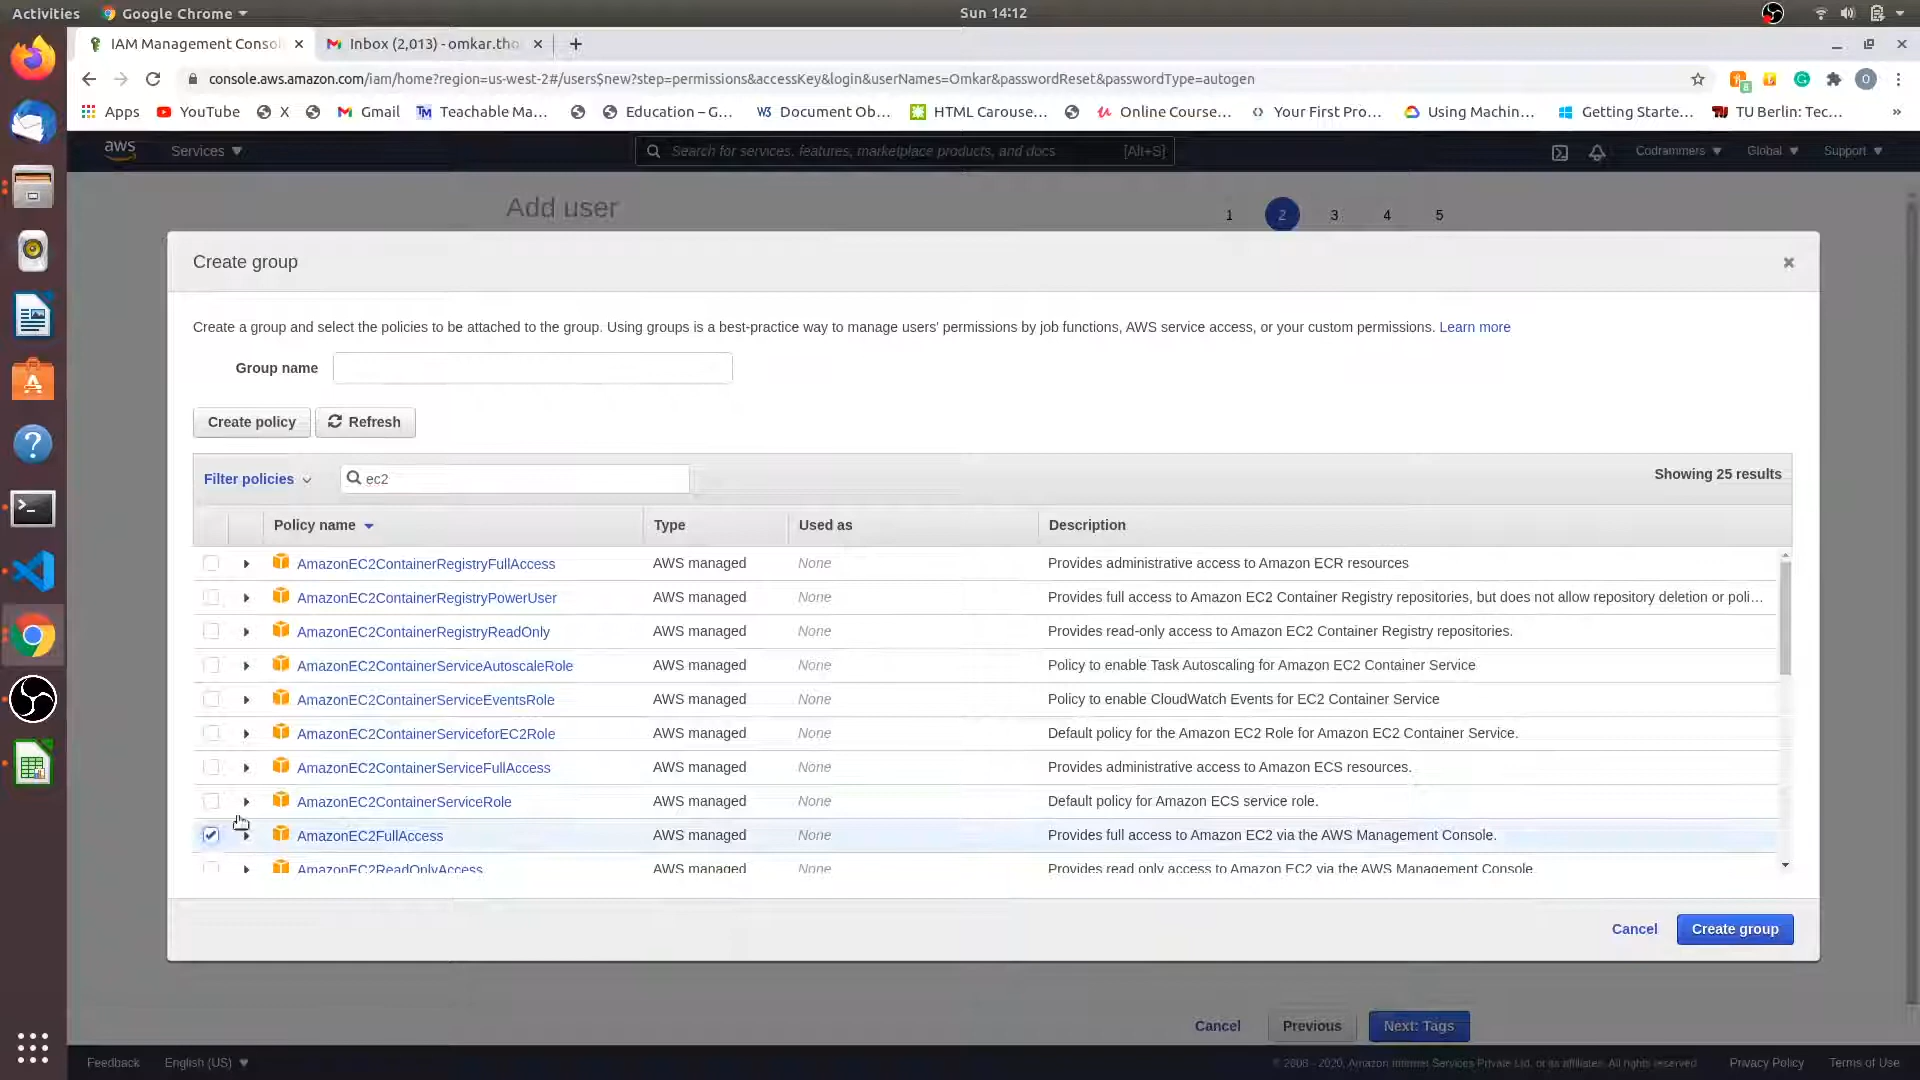 Activities
Google Chrome
Sun 14:12
IAM Management Consol
Inbox (2,013) - omkar.tho
console.aws.amazon.com/iam/home?region=us-west-2#/users$new?step=permissions&accessKey&login&userNames=Omkar&passwordReset&passwordType=autogen
O
Apps
YouTube
X
Gmail
TM Teachable Ma...
Education – G...
Document Ob...
HTML Carouse...
Online Course...
Your First Pro...
Using Machin...
Getting Starte...
TU Berlin: Tec...
»
aws
Services
Search for services, features, marketplace products, and docs
[Alt+S]
Codrammers
Global
Support
Add user
1
2
3
4
5
Create group
Create a group and select the policies to be attached to the group. Using groups is a best-practice way to manage users' permissions by job functions, AWS service access, or your custom permissions. Learn more
Group name
Create policy
Refresh
Filter policies
ec2
Showing 25 results
Policy name
Type
Used as
Description
AmazonEC2ContainerRegistryFullAccess AWS managed None Provides administrative access to Amazon ECR resources
AmazonEC2ContainerRegistryPowerUser AWS managed None Provides full access to Amazon EC2 Container Registry repositories, but does not allow repository deletion or poli...
AmazonEC2ContainerRegistryReadOnly AWS managed None Provides read-only access to Amazon EC2 Container Registry repositories.
AmazonEC2ContainerServiceAutoscaleRole AWS managed None Policy to enable Task Autoscaling for Amazon EC2 Container Service
AmazonEC2ContainerServiceEventsRole AWS managed None Policy to enable CloudWatch Events for EC2 Container Service
AmazonEC2ContainerServiceforEC2Role AWS managed None Default policy for the Amazon EC2 Role for Amazon EC2 Container Service.
AmazonEC2ContainerServiceFullAccess AWS managed None Provides administrative access to Amazon ECS resources.
AmazonEC2ContainerServiceRole AWS managed None Default policy for Amazon ECS service role.
AmazonEC2FullAccess AWS managed None Provides full access to Amazon EC2 via the AWS Management Console.
AmazonEC2ReadOnlyAccess AWS managed None Provides read only access to Amazon EC2 via the AWS Management Console.
Cancel
Create group
Cancel
Previous
Next: Tags
Feedback
English (US)
© 2008 - 2020, Amazon Internet Services Private Ltd. or its affiliates. All rights reserved.
Privacy Policy
Terms of Use